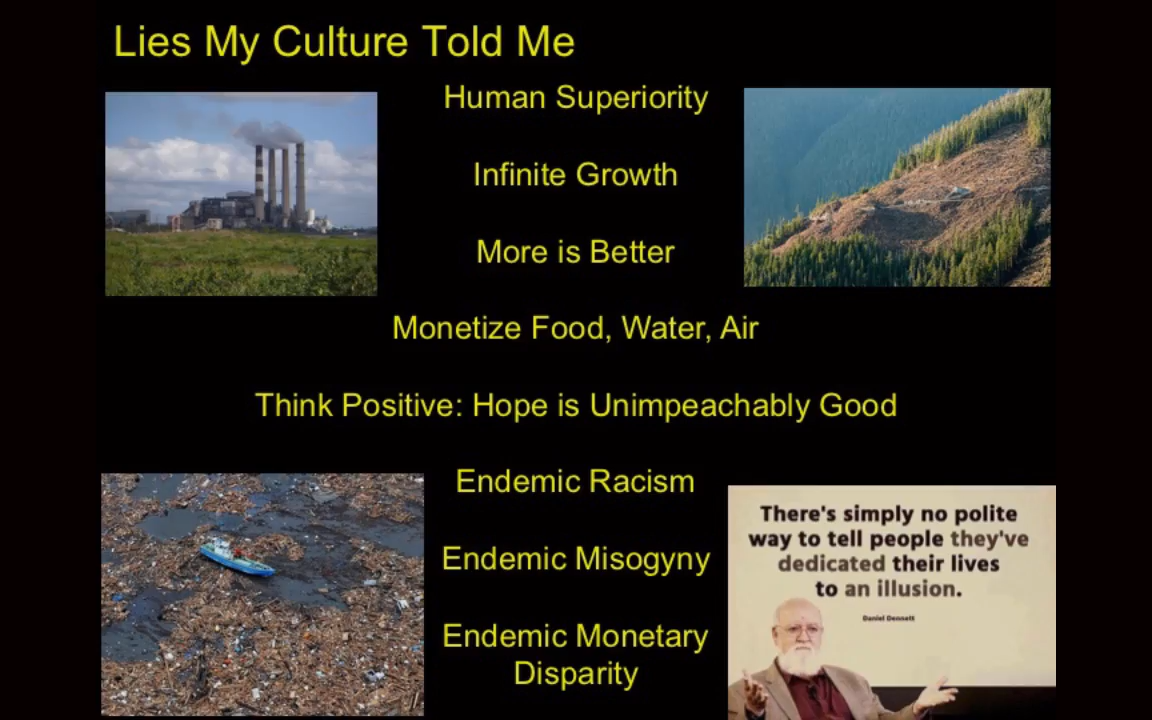 Lies My Culture Told Me
Human Superiority
Infinite Growth
More is Better
Monetize Food, Water, Air
Think Positive: Hope is Unimpeachably Good
Endemic Racism
Endemic Misogyny
Endemic Monetary
Disparity
There's simply no polite
way to tell people they've
dedicated their lives
to an illusion.
Daniel Dennett